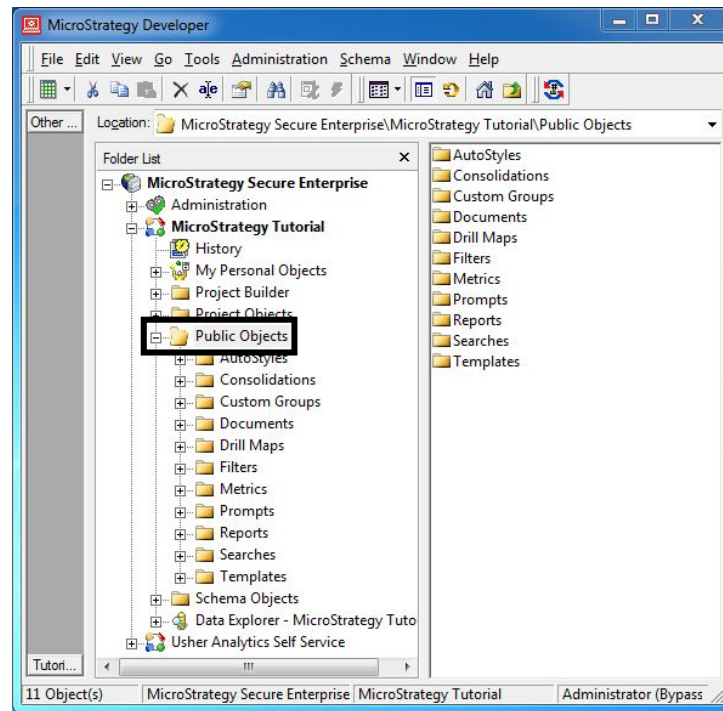 MicroStrategy Developer
File Edit View Go Tools Administration Schema Window Help
Other ...
Location: MicroStrategy Secure Enterprise\MicroStrategy Tutorial\Public Objects
Folder List
MicroStrategy Secure Enterprise
Administration
MicroStrategy Tutorial
History
My Personal Objects
Project Builder
Project Objects
Public Objects
AutoStyles
Consolidations
Custom Groups
Documents
Drill Maps
Filters
Metrics
Prompts
Reports
Searches
Templates
Schema Objects
Data Explorer - MicroStrategy Tuto
Usher Analytics Self Service
AutoStyles
Consolidations
Custom Groups
Documents
Drill Maps
Filters
Metrics
Prompts
Reports
Searches
Templates
Tutori...
11 Object(s) MicroStrategy Secure Enterprise MicroStrategy Tutorial Administrator (Bypass